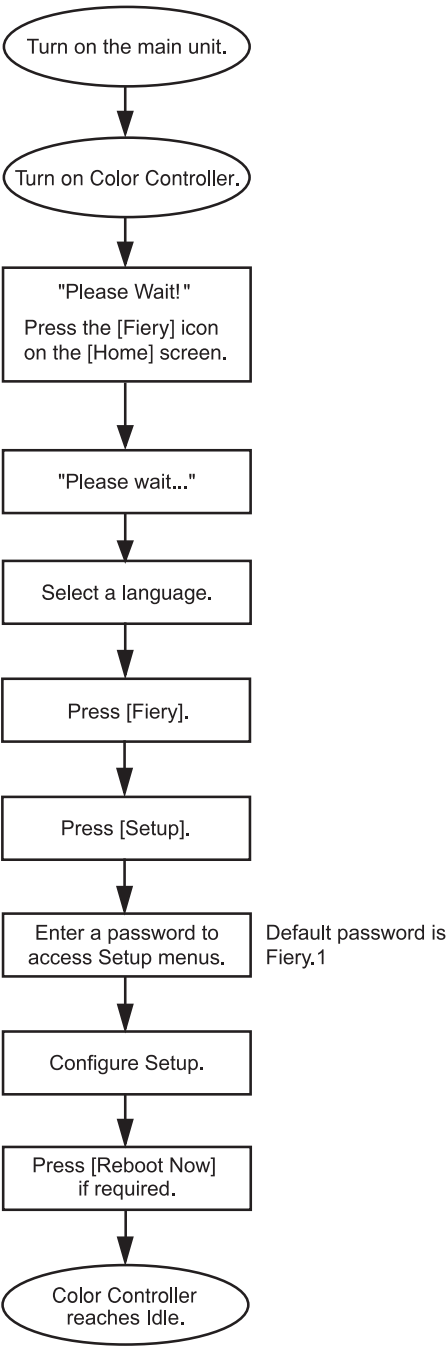 Turn on the main unit.
Turn on Color Controller.
"Please Wait!"
Press the [Fiery] icon
on the [Home] screen.
"Please wait..."
Select a language.
Press [Fiery].
Press [Setup].
Enter a password to
access Setup menus.
Default password is
Fiery.1
Configure Setup.
Press [Reboot Now]
if required.
Color Controller
reaches Idle.